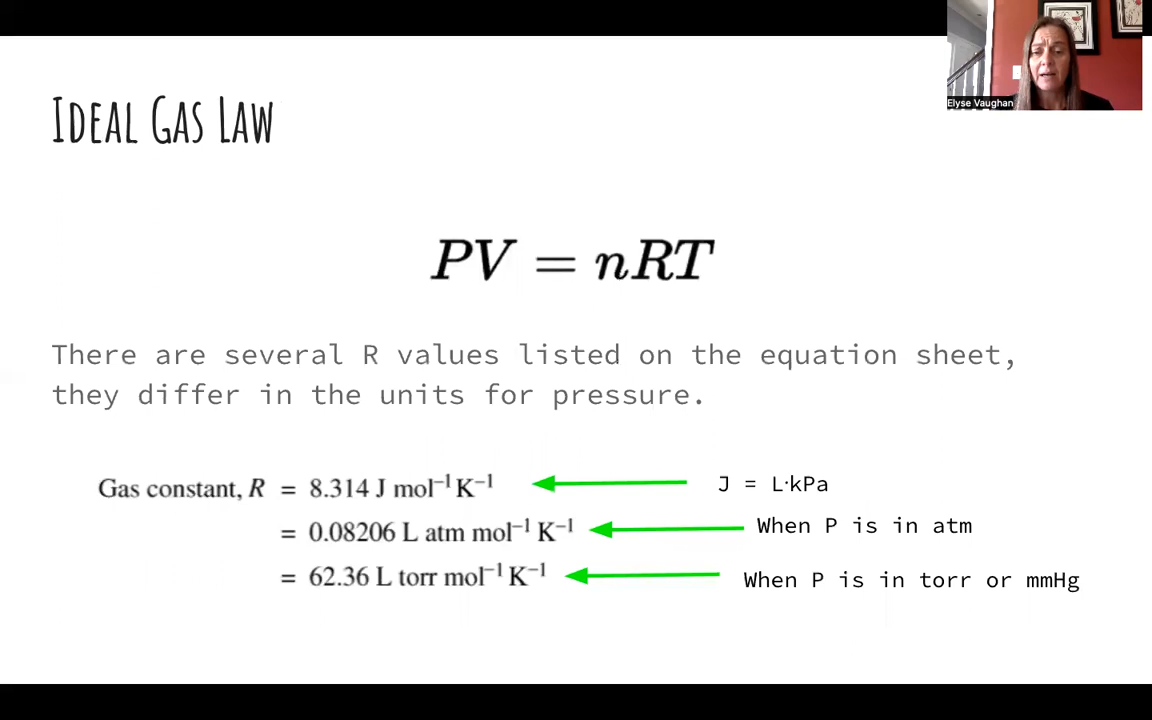 Elyse Vaughan
IDEAL GAS LAW
PV = nRT
There are several R values listed on the equation sheet,
they differ in the units for pressure.
Gas constant, R = 8.314 J mol⁻¹ K⁻¹
J = L·kPa
= 0.08206 L atm mol⁻¹ K⁻¹
When P is in atm
= 62.36 L torr mol⁻¹ K⁻¹
When P is in torr or mmHg